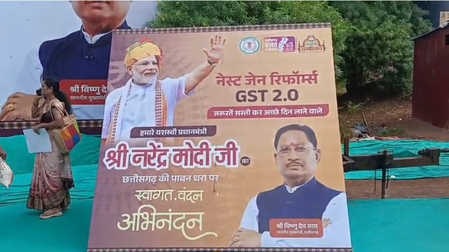 श्री विष्णु देव
नेक्स्ट जेन रिफॉर्म्स
GST 2.0
जरूरतें सस्ती कर अच्छे दिन लाने वाले
हमारे यशस्वी प्रधानमंत्री
श्री नरेंद्र मोदी जी का
छत्तीसगढ़ की पावन धरा पर
स्वागत, वंदन
अभिनंदन
श्री विष्णु देव साय